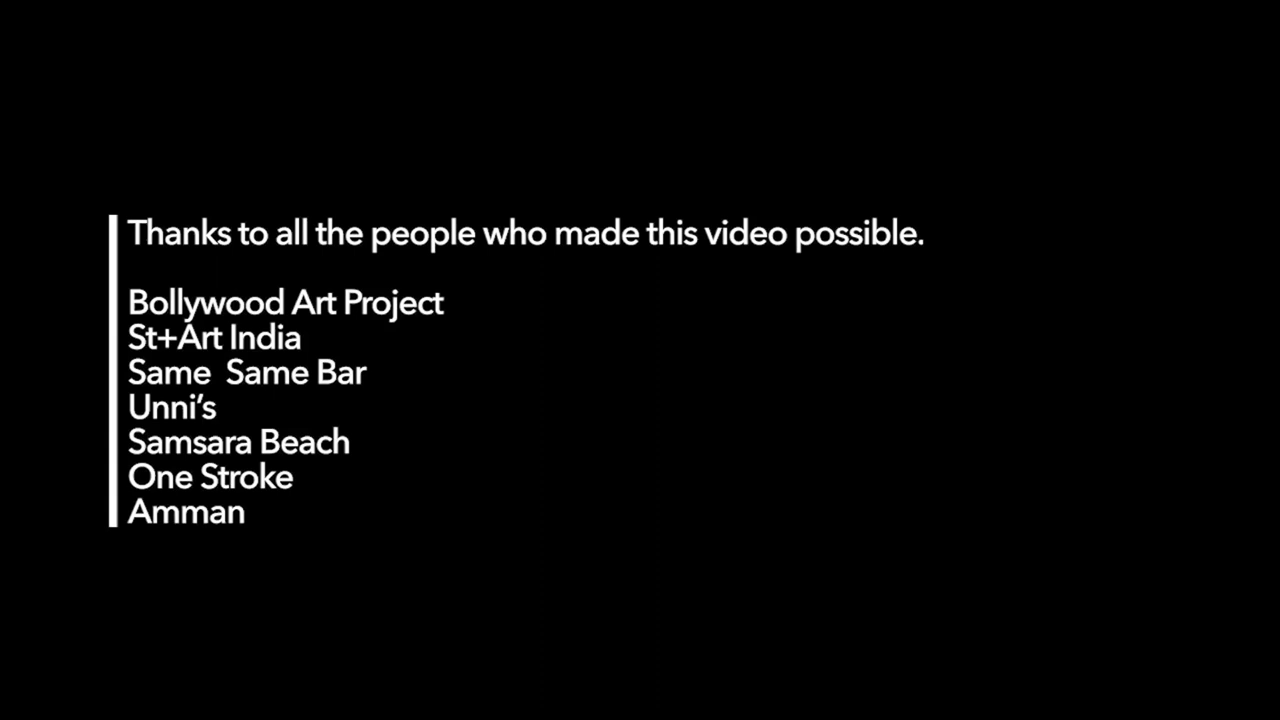 Thanks to all the people who made this video possible.
Bollywood Art Project
St+Art India
Same  Same Bar
Unni’s
Samsara Beach
One Stroke
Amman